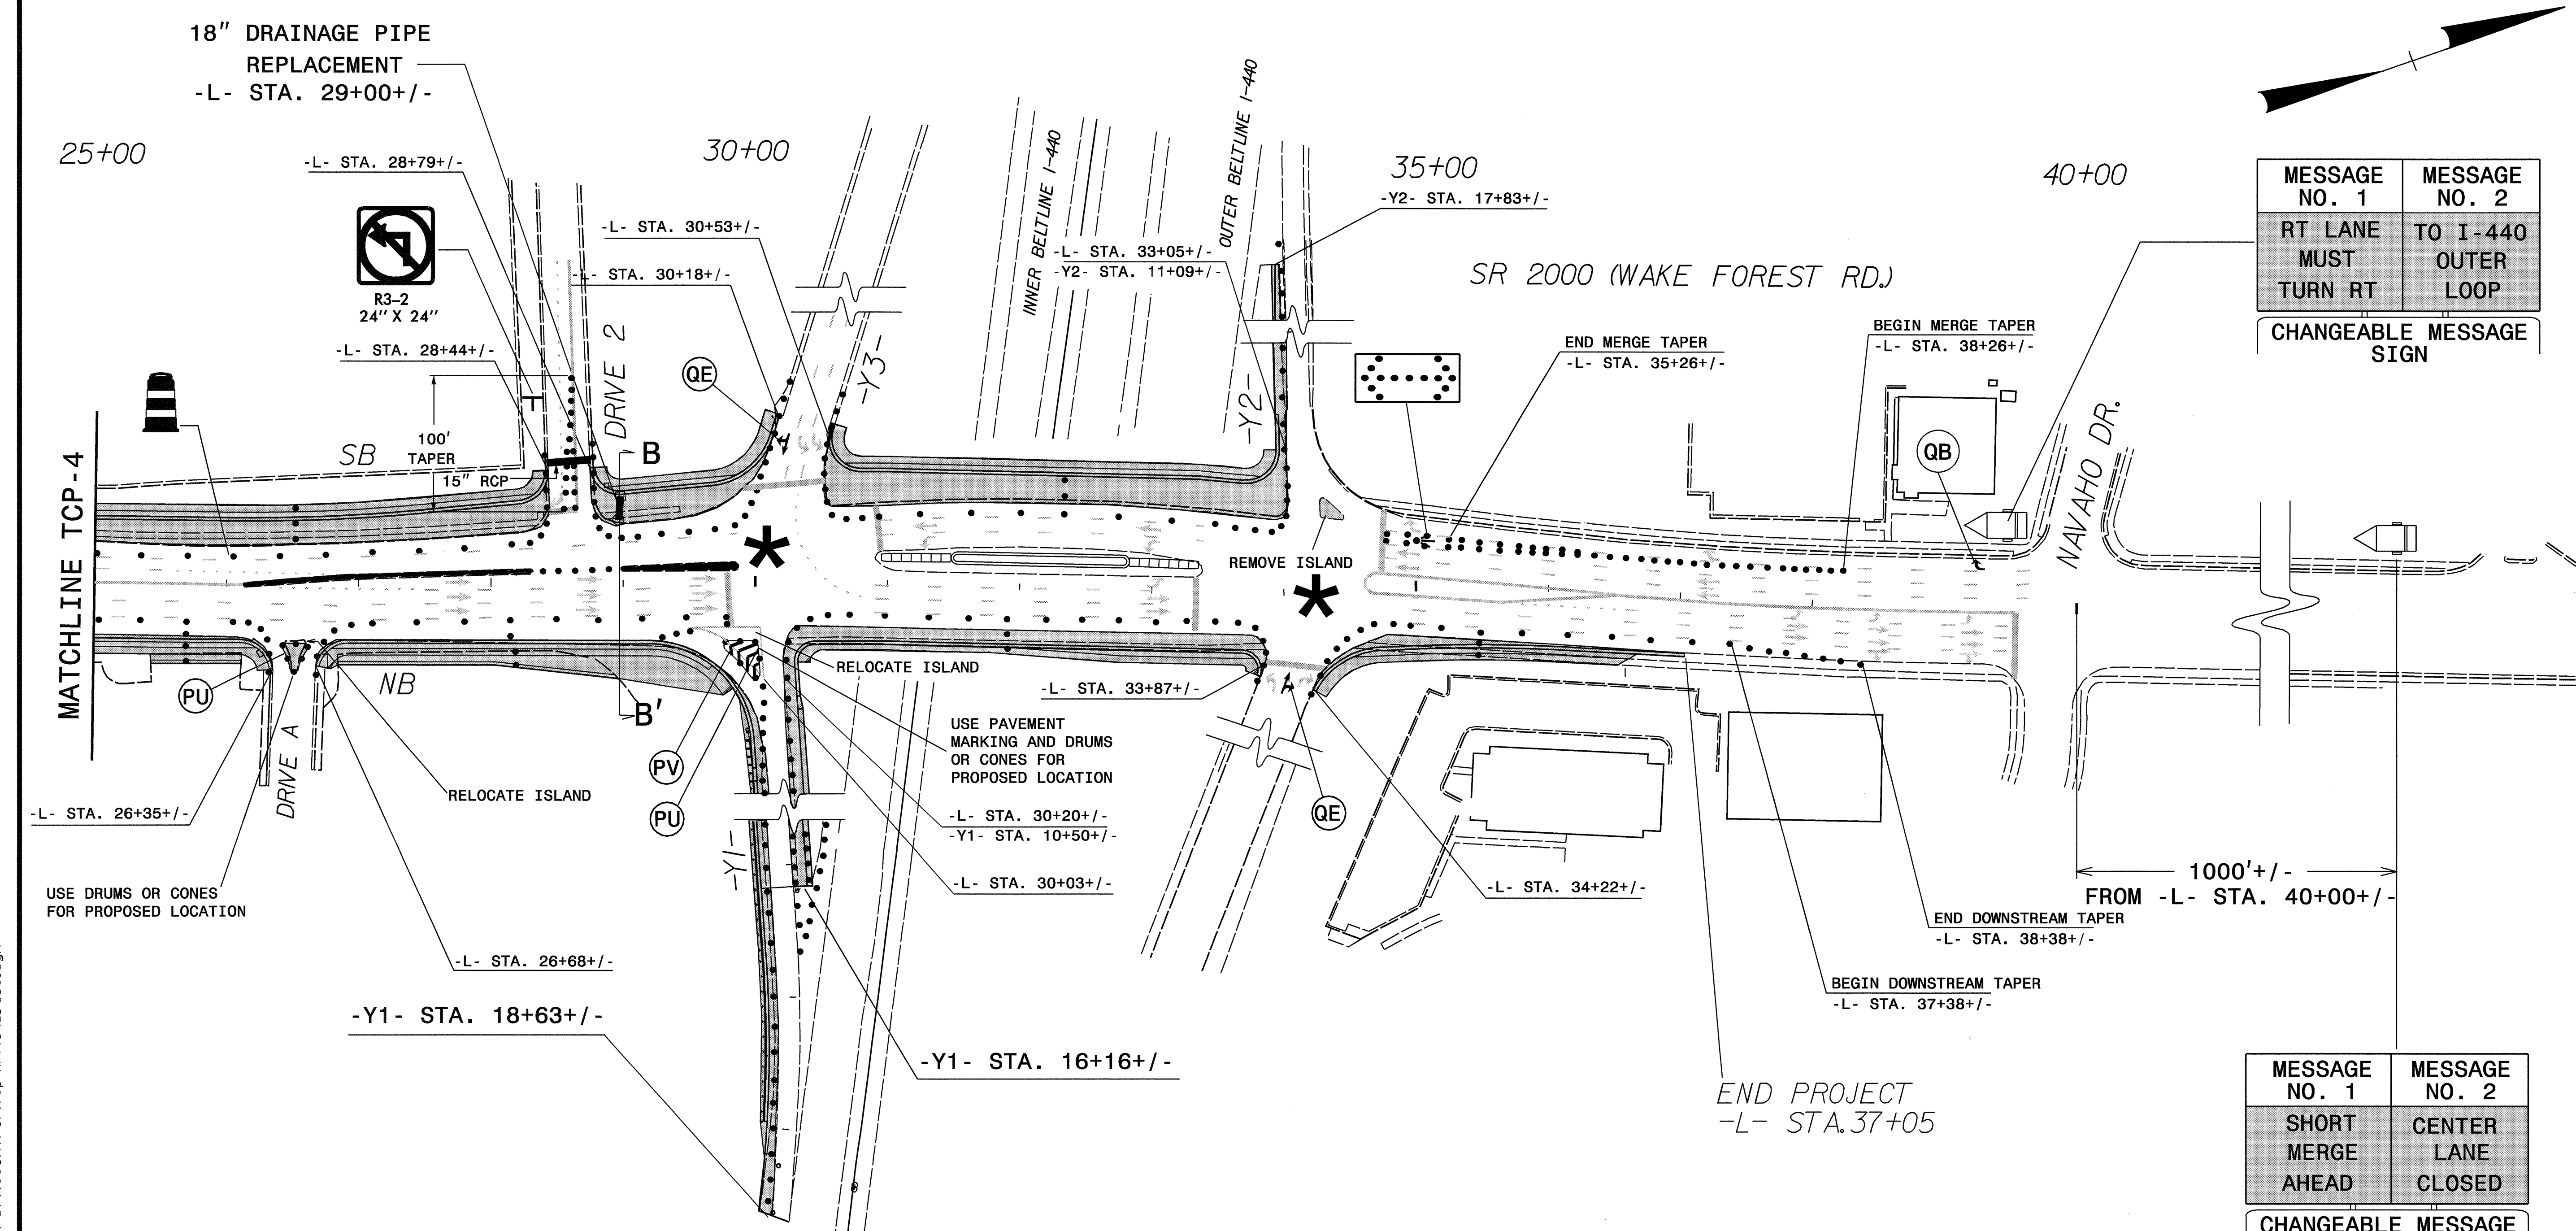 18" DRAINAGE PIPE
REPLACEMENT
-L- STA. 29+00+/-
25+00
30+00
35+00
40+00
-L- STA. 28+79+/-
R3-2
24" X 24"
-L- STA. 28+44+/-
-L- STA. 30+53+/-
-L- STA. 30+18+/-
INNER BELTLINE I-440
OUTER BELTLINE I-440
-L- STA. 33+05+/-
-Y2- STA. 11+09+/-
-Y2- STA. 17+83+/-
SR 2000 (WAKE FOREST RD.)
END MERGE TAPER
-L- STA. 35+26+/-
BEGIN MERGE TAPER
-L- STA. 38+26+/-
MESSAGE NO. 1
MESSAGE NO. 2
RT LANE
MUST
TURN RT
TO I-440
OUTER
LOOP
CHANGEABLE MESSAGE
SIGN
MATCHLINE TCP-4
SB
100'
TAPER
15" RCP
DRIVE 2
B
QE
-Y3-
-Y2-
QB
NAVAHO DR.
REMOVE ISLAND
PU
DRIVE A
NB
B'
RELOCATE ISLAND
-L- STA. 26+35+/-
USE DRUMS OR CONES
FOR PROPOSED LOCATION
-L- STA. 26+68+/-
PV
PU
-Y1-
RELOCATE ISLAND
USE PAVEMENT
MARKING AND DRUMS
OR CONES FOR
PROPOSED LOCATION
-L- STA. 30+20+/-
-Y1- STA. 10+50+/-
-L- STA. 30+03+/-
-L- STA. 33+87+/-
QE
-L- STA. 34+22+/-
1000'+/-
FROM -L- STA. 40+00+/-
END DOWNSTREAM TAPER
-L- STA. 38+38+/-
BEGIN DOWNSTREAM TAPER
-L- STA. 37+38+/-
-Y1- STA. 18+63+/-
-Y1- STA. 16+16+/-
END PROJECT
-L- STA.37+05
MESSAGE NO. 1
MESSAGE NO. 2
SHORT
MERGE
AHEAD
CENTER
LANE
CLOSED
CHANGEABLE MESSAGE